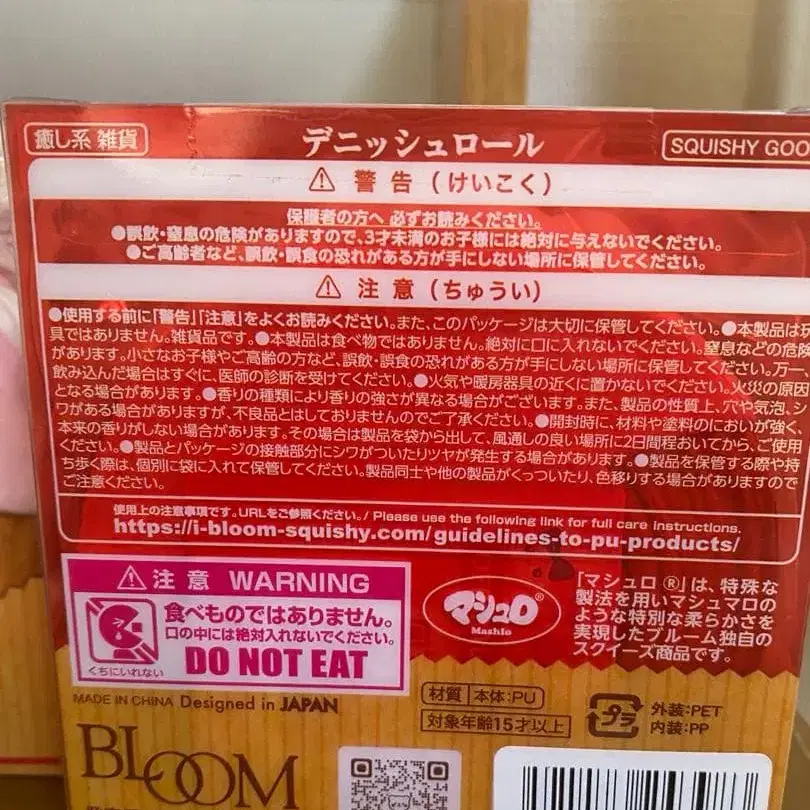 癒し系 雑貨
デニッシュロール
SQUISHY GOO
⚠ 警告(けいこく)
保護者の方へ 必ずお読みください。
●誤飲・窒息の危険がありますので、3才未満のお子様には絶対に与えないでください。
●ご高齢者など、誤飲・誤食の恐れがある方が手にしない場所に保管してください。
⚠ 注意(ちゅうい)
●使用する前に「警告」「注意」をよくお読みください。また、このパッケージは大切に保管してください。●本製品は
具ではありません。雑貨品です。●本製品は食べ物ではありません。絶対に口に入れないでください。窒息などの危険
があります。小さなお子様やご高齢の方など、誤飲・誤食の恐れがある方が手にしない場所に保管してください。万一、
飲み込んだ場合はすぐに、医師の診断を受けてください。●火気や暖房器具の近くに置かないでください。火災の原因
となる場合があります。●香りの種類により香りの強さが異なる場合がございます。また、製品の性質上、穴や気泡、シ
ワがある場合がありますが、不良品とはしておりませんのでご了承ください。●開封時に、材料や塗料のにおいが強く、
本来の香りがしない場合があります。その場合は製品を袋から出して、風通しの良い場所に2日間程おいてから、ご使用
ください。●製品とパッケージの接触部分にシワがついたりツヤが発生する場合があります。●製品を保管する際や持
ち歩く際は、個別に袋に入れて保管してください。製品同士や他の製品がくっついたり、色移りする場合がありますので
ご注意ください。
使用上の注意事項です。URLをご参照ください。/ Please use the following link for full care instructions.
https://i-bloom-squishy.com/guidelines-to-pu-products/
⚠ 注意 WARNING
食べものではありません。
口の中には絶対入れないでください。
くちにいれない
DO NOT EAT
マシュロ®
Mashlo
「マシュロ®」は、特殊な
製法を用いマシュマロの
ような特別な柔らかさを
実現したブルーム独自の
スクイーズ商品です。
MADE IN CHINA Designed in JAPAN
材質 本体:PU
対象年齢15才以上
プラ
外装:PET
内装:PP
BLOOM